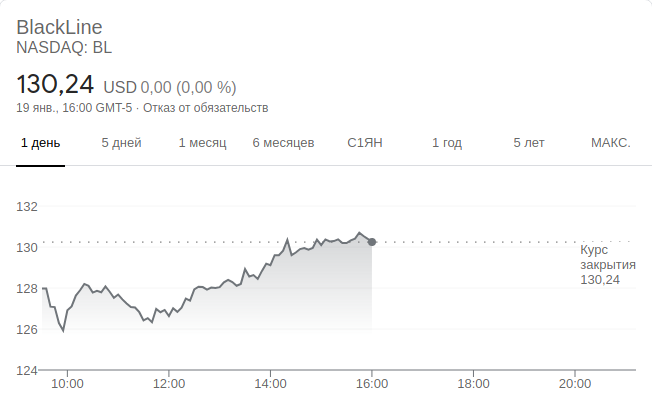 BlackLine
NASDAQ: BL
130,24 USD 0,00 (0,00 %)
19 янв., 16:00 GMT-5 · Отказ от обязательств
1 день 5 дней 1 месяц 6 месяцев С1ЯН 1 год 5 лет МАКС.
132
130
128
126
124
Курс
закрытия
130,24
10:00 12:00 14:00 16:00 18:00 20:00